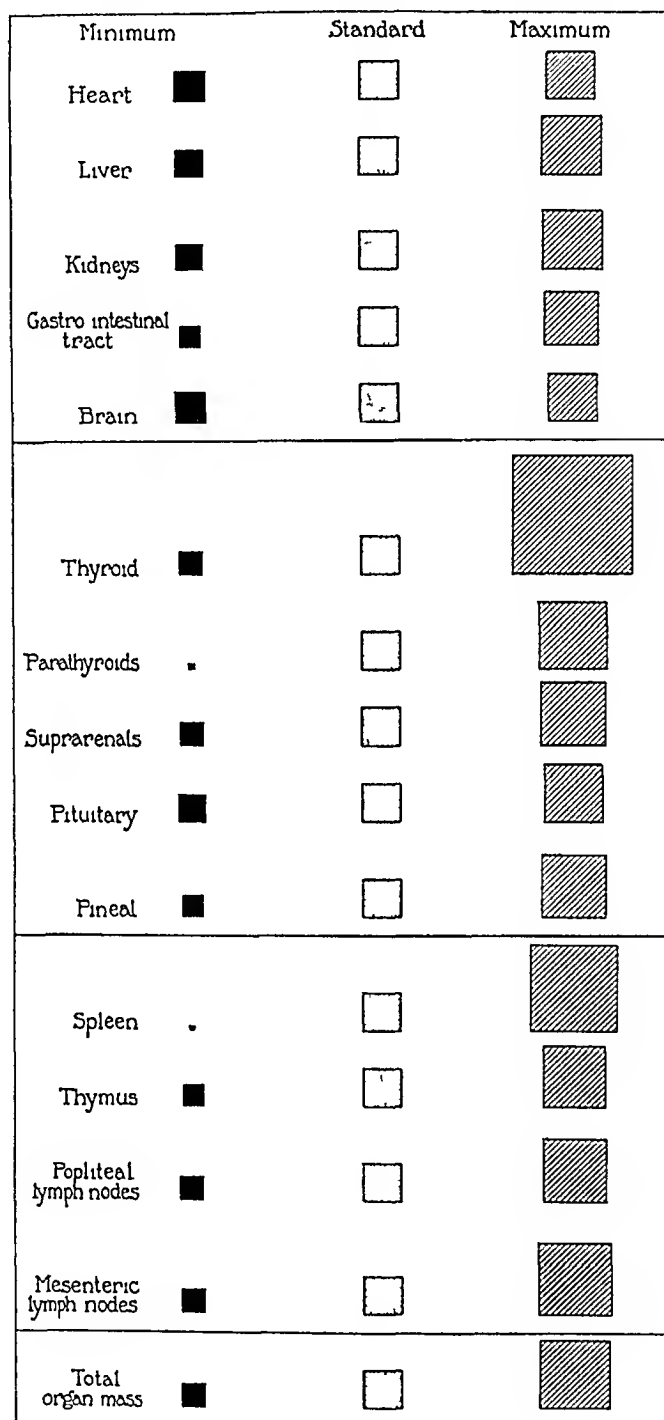 Minimum Standard Maximum
Heart
Liver
Kidneys
Gastro intestinal
tract
Brain
Thyroid
Parathyroids
Suprarenals
Pituitary
Pineal
Spleen
Thymus
Popliteal
lymph nodes
Mesenteric
lymph nodes
Total
organ mass